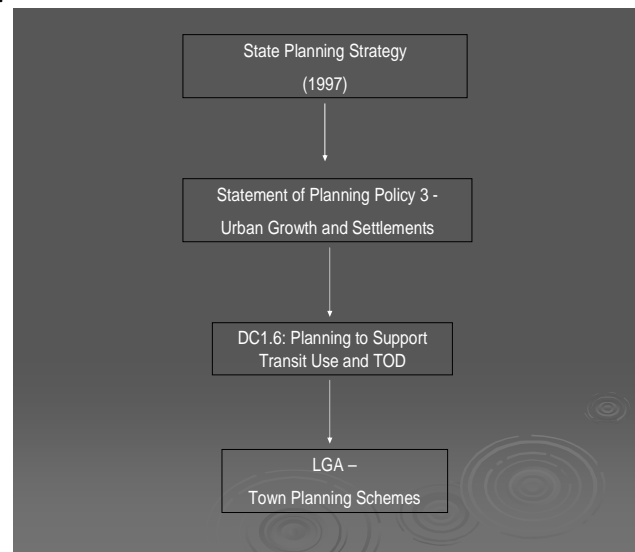 State Planning Strategy
(1997)
Statement of Planning Policy 3 -
Urban Growth and Settlements
DC1.6: Planning to Support
Transit Use and TOD
LGA –
Town Planning Schemes